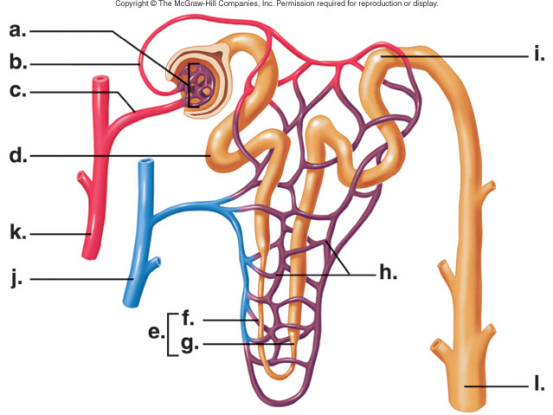 Copyright © The McGraw-Hill Companies, Inc. Permission required for reproduction or display.
a.
b.
c.
d.
e.
f.
g.
h.
i.
j.
k.
l.